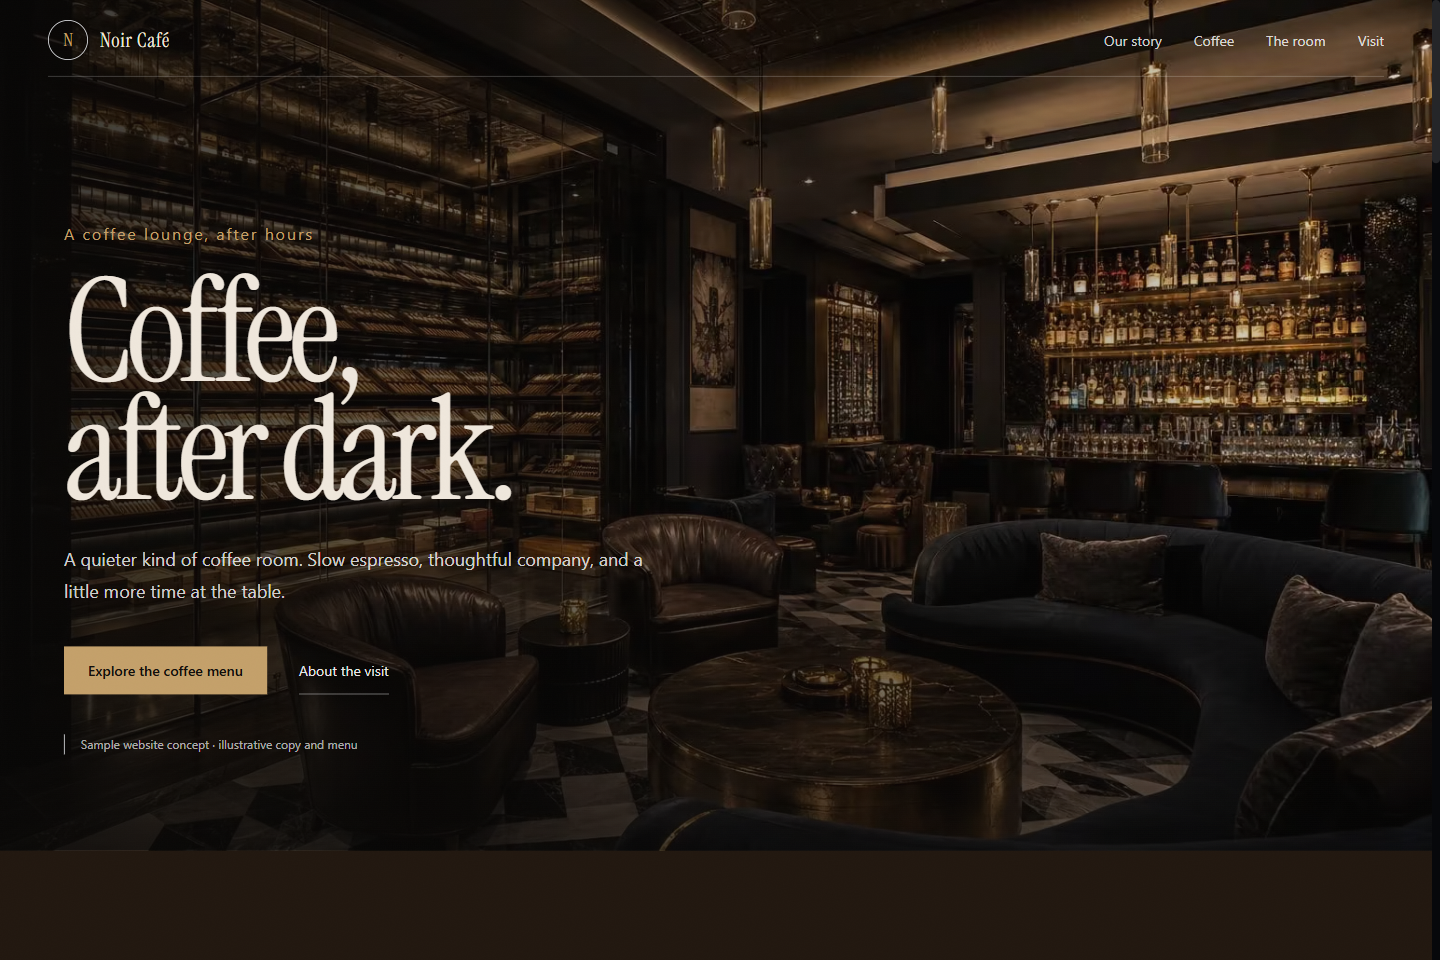 N
Noir Café
Our story
Coffee
The room
Visit
A coffee lounge, after hours
Coffee,
after dark.
A quieter kind of coffee room. Slow espresso, thoughtful company, and a
little more time at the table.
Explore the coffee menu
About the visit
Sample website concept · illustrative copy and menu